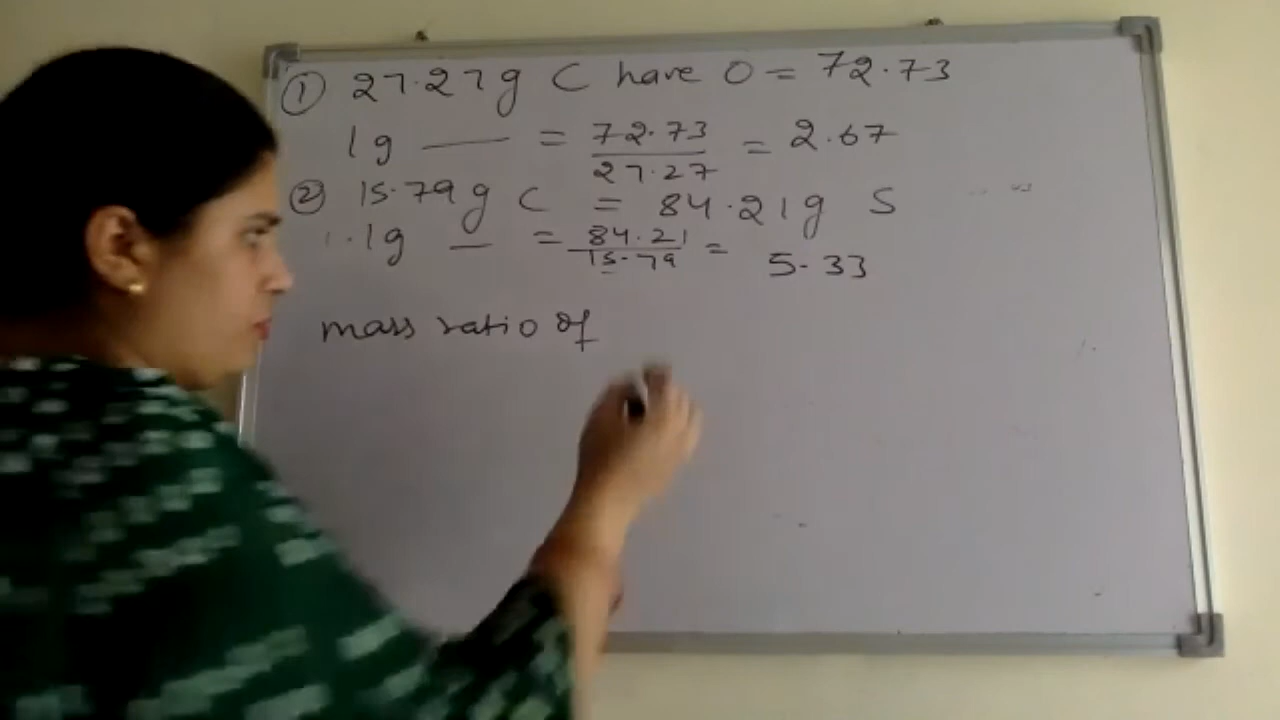 ① 27.27g C have O = 72.73
1g — = 72.73/27.27 = 2.67
② 15.79g C = 84.21g S
1g — = 84.21/15.79 = 5.33
mass ratio of